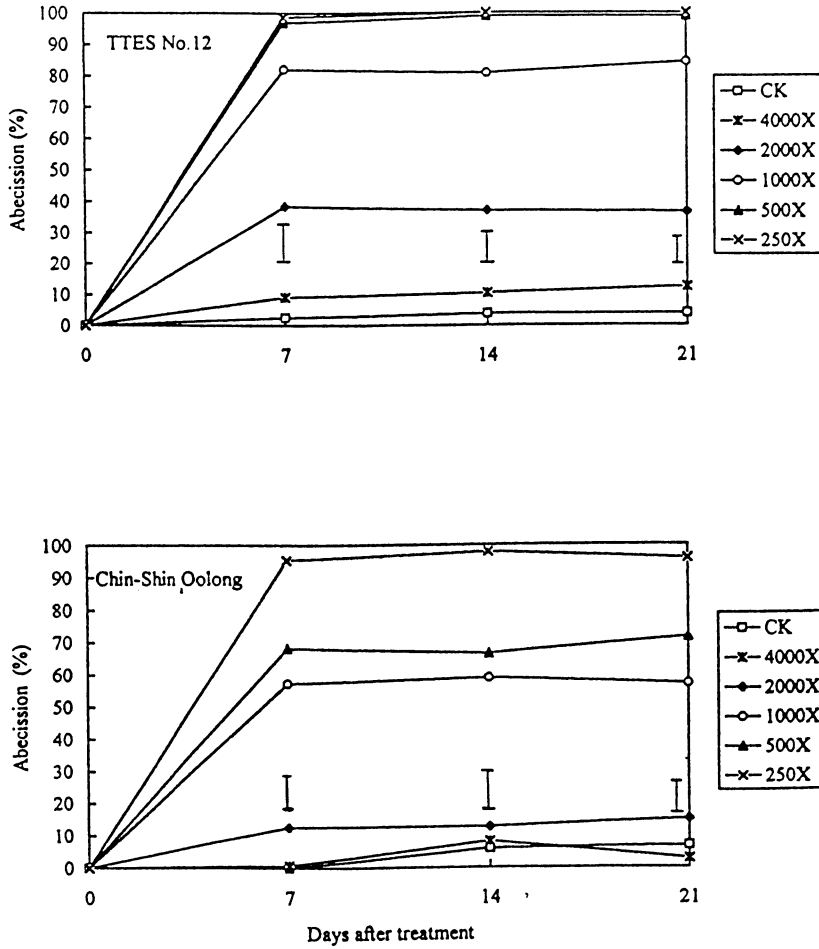 TTES No.12
Abecission (%)
100
90
80
70
60
50
40
30
20
10
0
0 7 14 21
CK
4000X
2000X
1000X
500X
250X
Chin-Shin Oolong
Abecission (%)
100
90
80
70
60
50
40
30
20
10
0
0 7 14 21
Days after treatment
CK
4000X
2000X
1000X
500X
250X